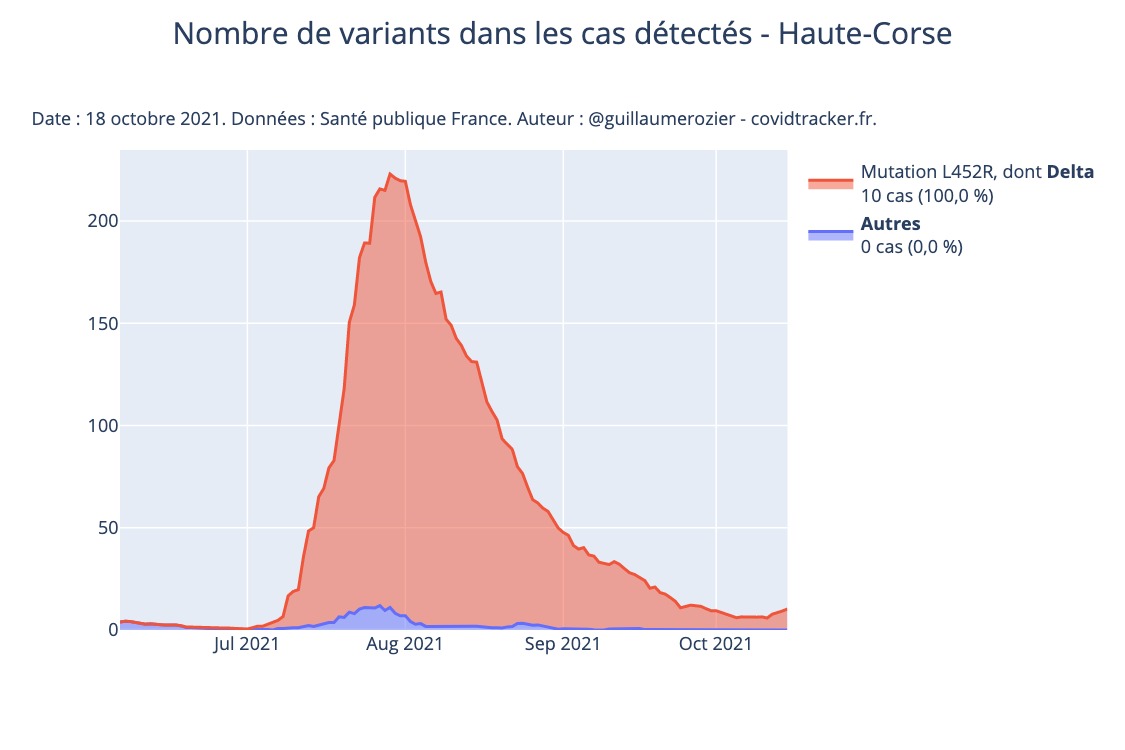 Nombre de variants dans les cas détectés - Haute-Corse
Date : 18 octobre 2021. Données : Santé publique France. Auteur : @guillaumerozier - covidtracker.fr.
Mutation L452R, dont Delta
10 cas (100,0 %)
Autres
0 cas (0,0 %)
200
150
100
50
0
Jul 2021
Aug 2021
Sep 2021
Oct 2021